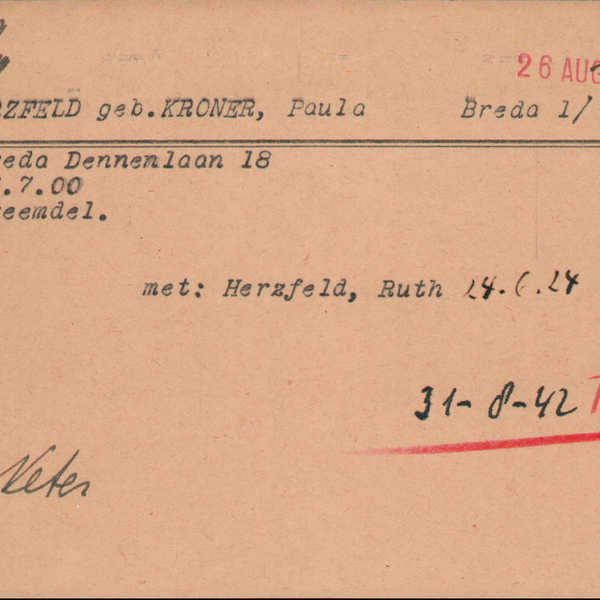 26 AUG
RZFELD geb.KRONER, Paula Breda 1/
eda Dennenlaan 18
.7.00
eemdel.
met: Herzfeld, Ruth 24.6.24
31-8-42 T